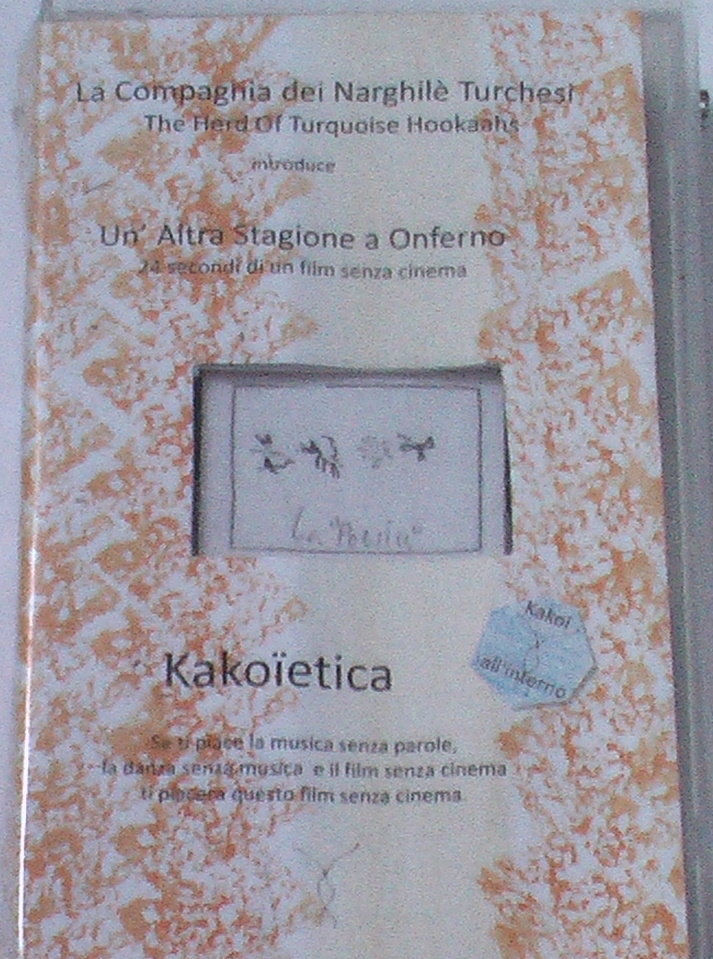 La Compagnia dei Narghilè Turchesi
The Herd Of Turquoise Hookaahs
introduce
Un' Altra Stagione a Onferno
24 secondi di un film senza cinema
La "Poesia"
Kakoi
all'interno
Kakoïetica
Se ti piace la musica senza parole,
la danza senza musica e il film senza cinema
ti piacerà questo film senza cinema.